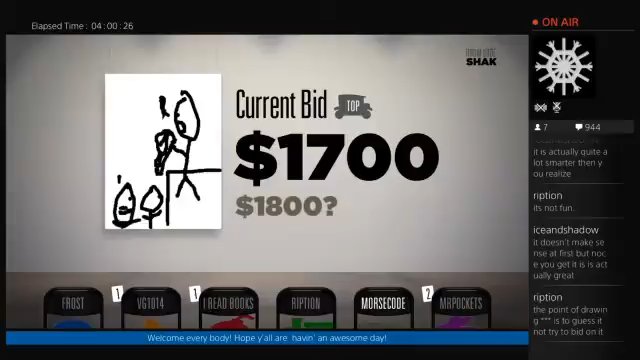 Elapsed Time : 04:00:26
ON AIR
SHAK
Current Bid
TOP
$1700
$1800?
7
944
it is actually quite a
lot smarter then y
ou realize
ription
its not fun.
iceandshadow
it doesn't make se
nse at first but noc
e you get it is is act
ually great
ription
the point of drawin
g *** is to guess it
not try to bid on it
1
1
2
FROST
VG1014
I READ BOOKS
RIPTION
MORSECODE
MRPOCKETS
Welcome every body! Hope y'all are havin' an awesome day!